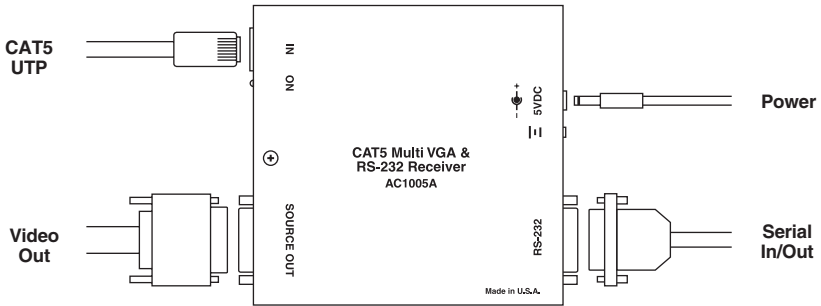 CAT5
UTP
IN
ON
- +
5VDC
Power
CAT5 Multi VGA &
RS-232 Receiver
AC1005A
Video
Out
SOURCE OUT
RS-232
Serial
In/Out
Made in U.S.A.